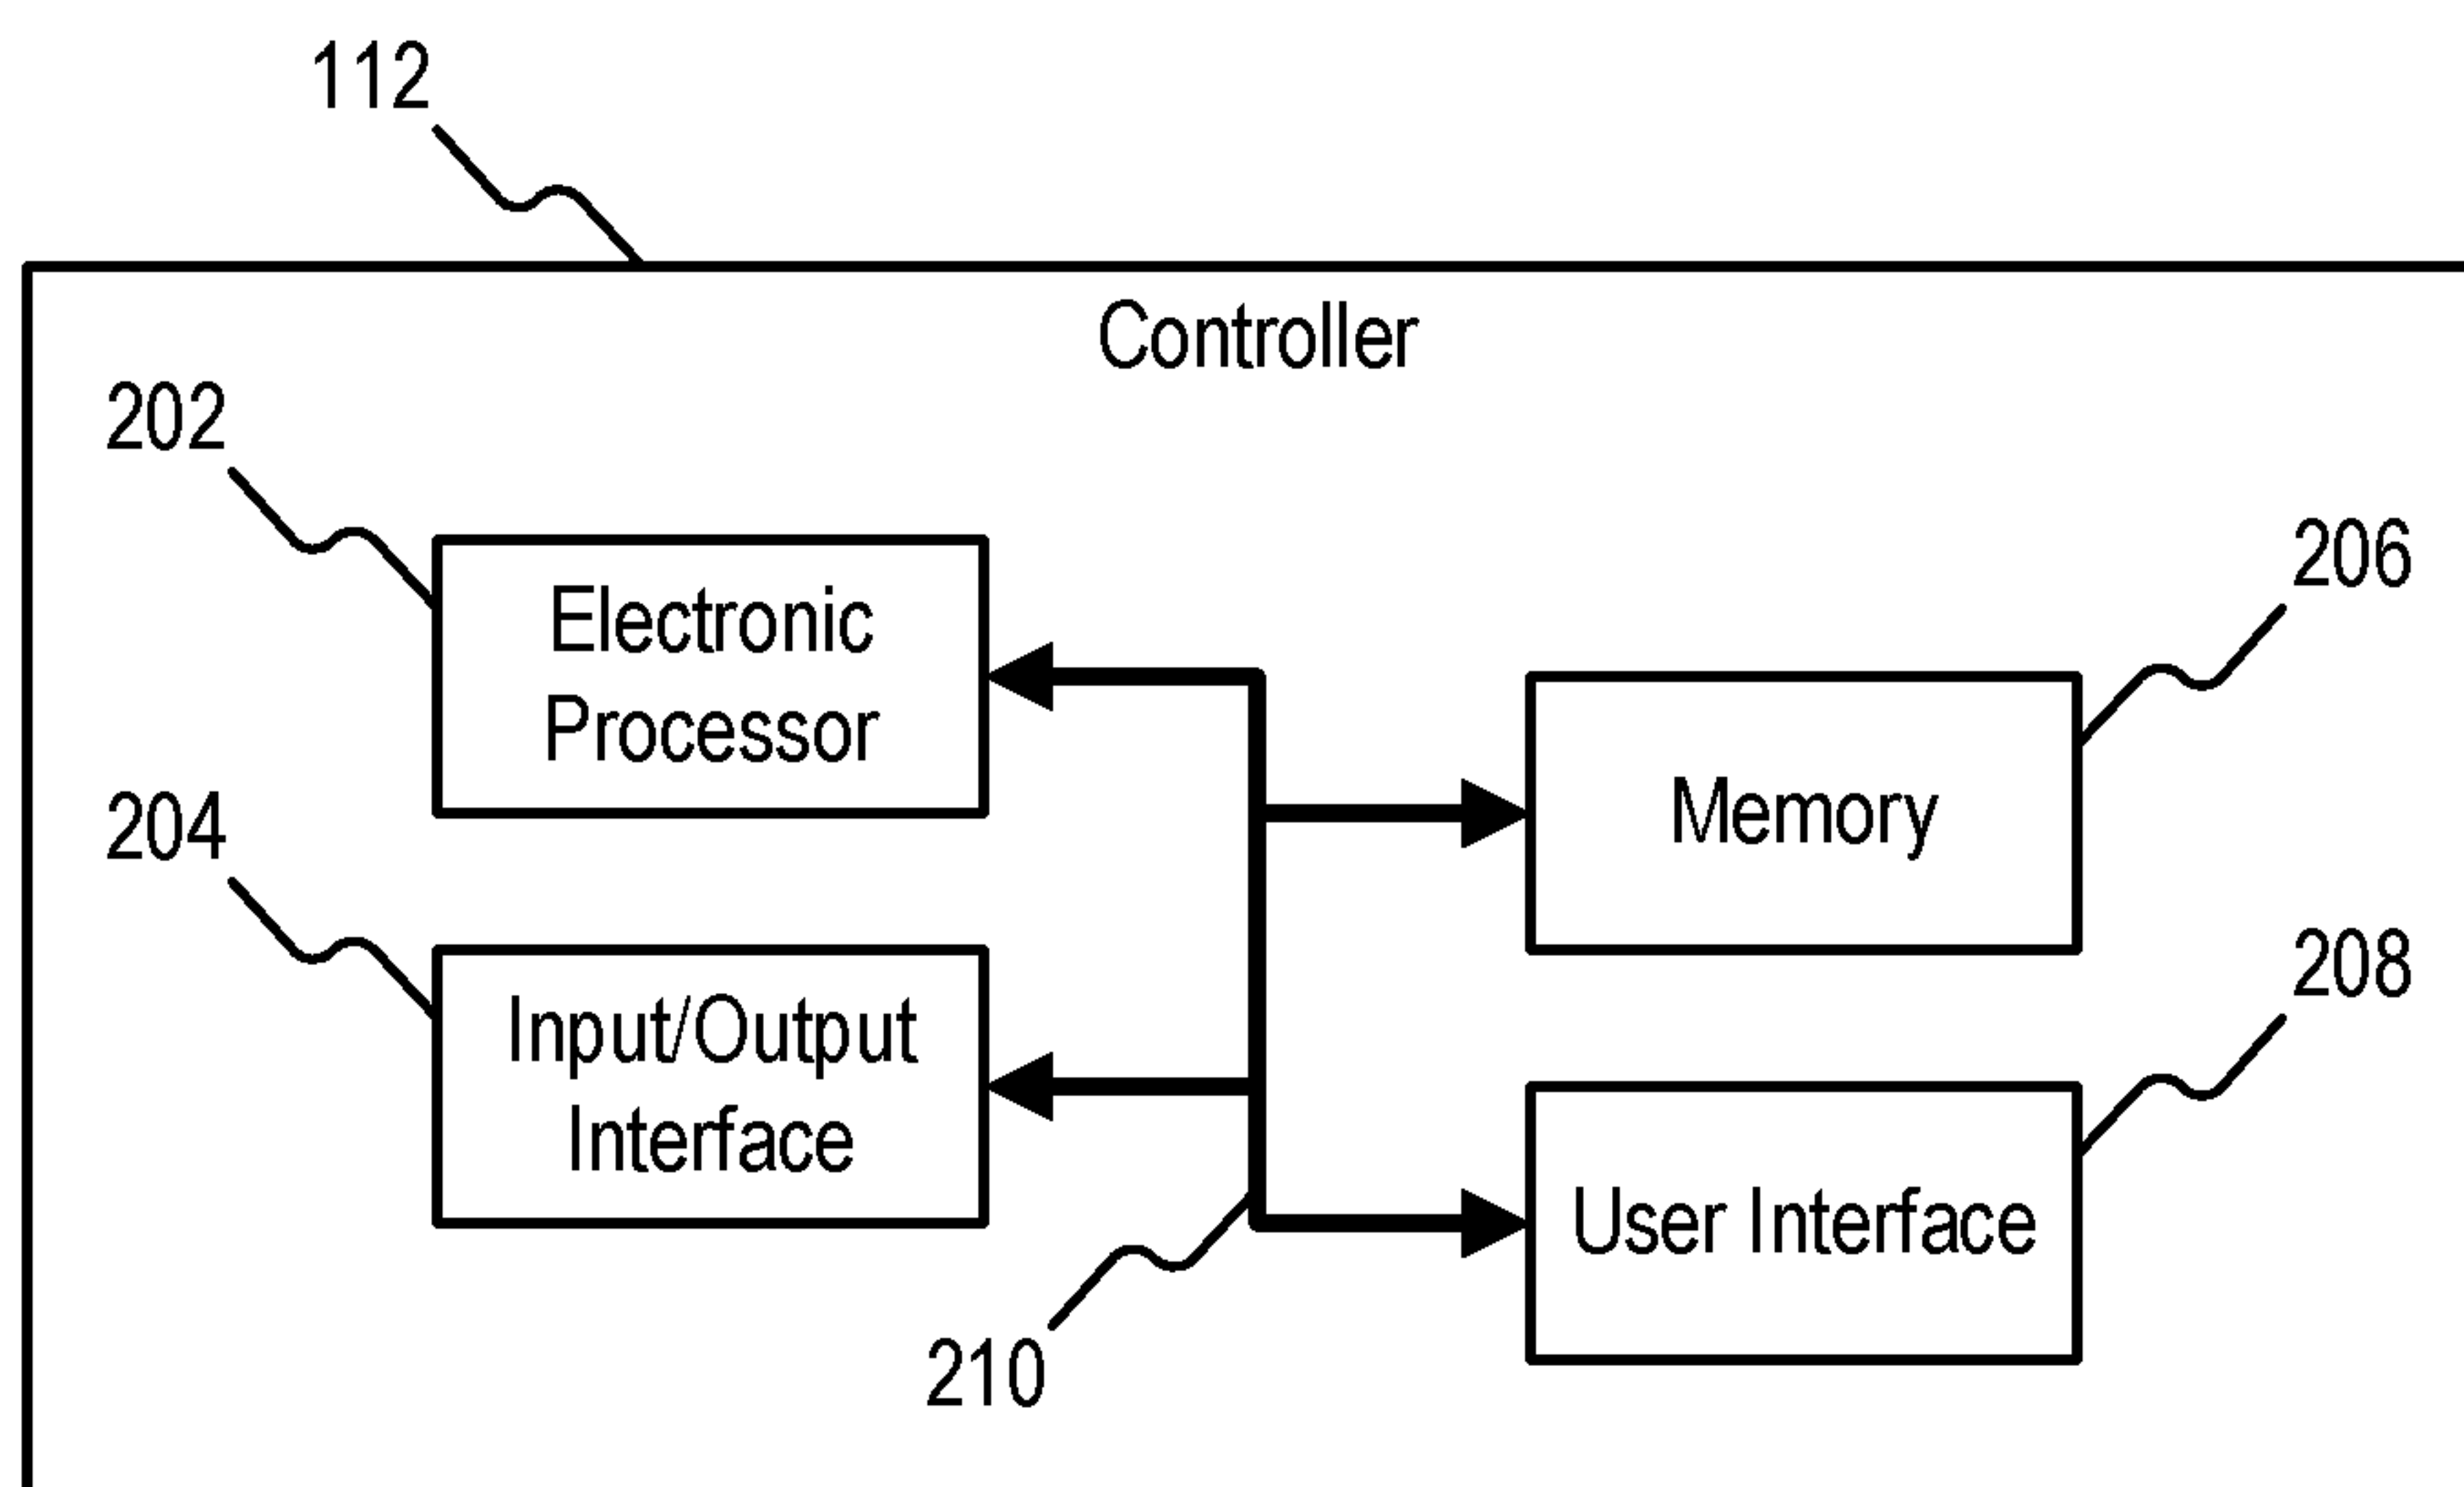 112
Controller
202
Electronic
Processor
206
Memory
204
Input/Output
Interface
208
User Interface
210